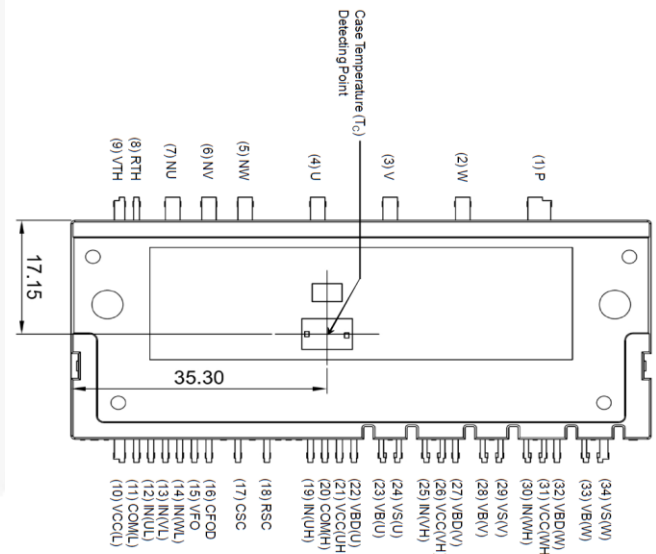 Case Temperature (TC)
Detecting Point
(9) VTH
(8) RTH
(7) NU
(6) NV
(5) NW
(4) U
(3) V
(2) W
(1) P
17.15
35.30
(10) VCC(L)
(11) COM(L)
(12) IN(UL)
(13) IN(VL)
(14) IN(WL)
(15) VFO
(16) CFOD
(17) CSC
(18) RSC
(19) IN(UH)
(20) COM(H)
(21) VCC(UH
(22) VBD(U)
(23) VB(U)
(24) VS(U)
(25) IN(VH)
(26) VCC(VH
(27) VBD(V)
(28) VB(V)
(29) VS(V)
(30) IN(WH)
(31) VCC(WH
(32) VBD(W)
(33) VB(W)
(34) VS(W)